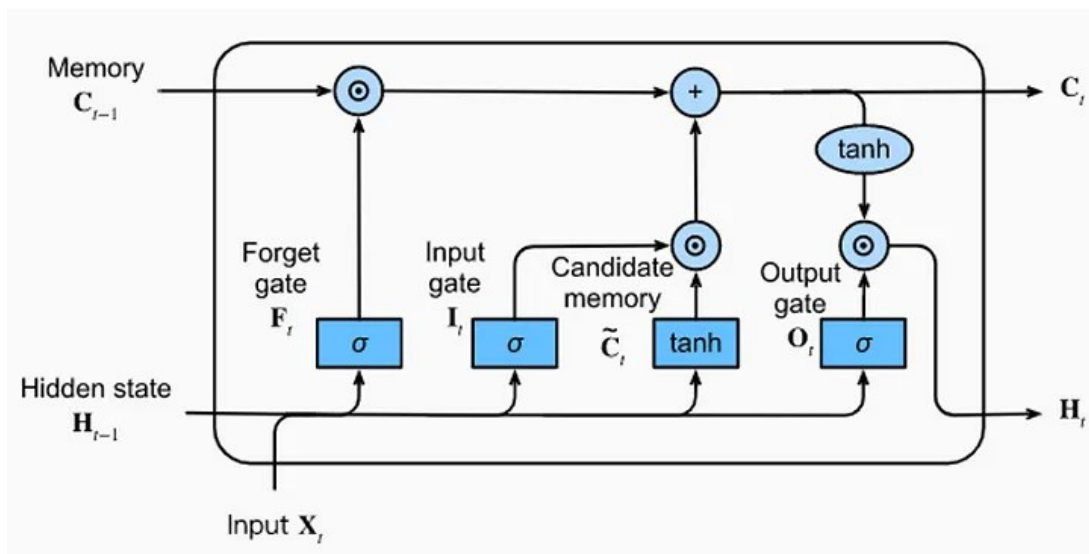 Memory
C_{t-1}
⊙
+
C_t
tanh
Forget
gate
F_t
Input
gate
I_t
⊙
Candidate
memory
C̃_t
Output
gate
O_t
⊙
σ
σ
tanh
σ
Hidden state
H_{t-1}
H_t
Input X_t